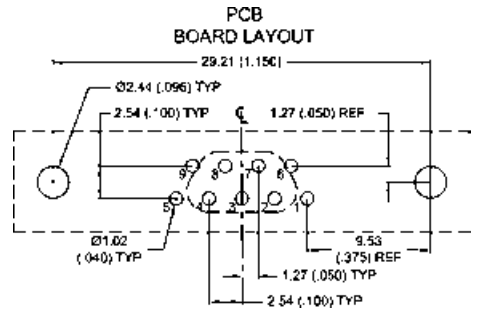 PCB
BOARD LAYOUT
29.21 (1.150)
Ø2.44 (.096) TYP
2.54 (.100) TYP
℄
1.27 (.050) REF
9
8
7
6
5
4
3
2
1
Ø1.02
(.040) TYP
9.53
(.375) REF
1.27 (.050) TYP
2.54 (.100) TYP